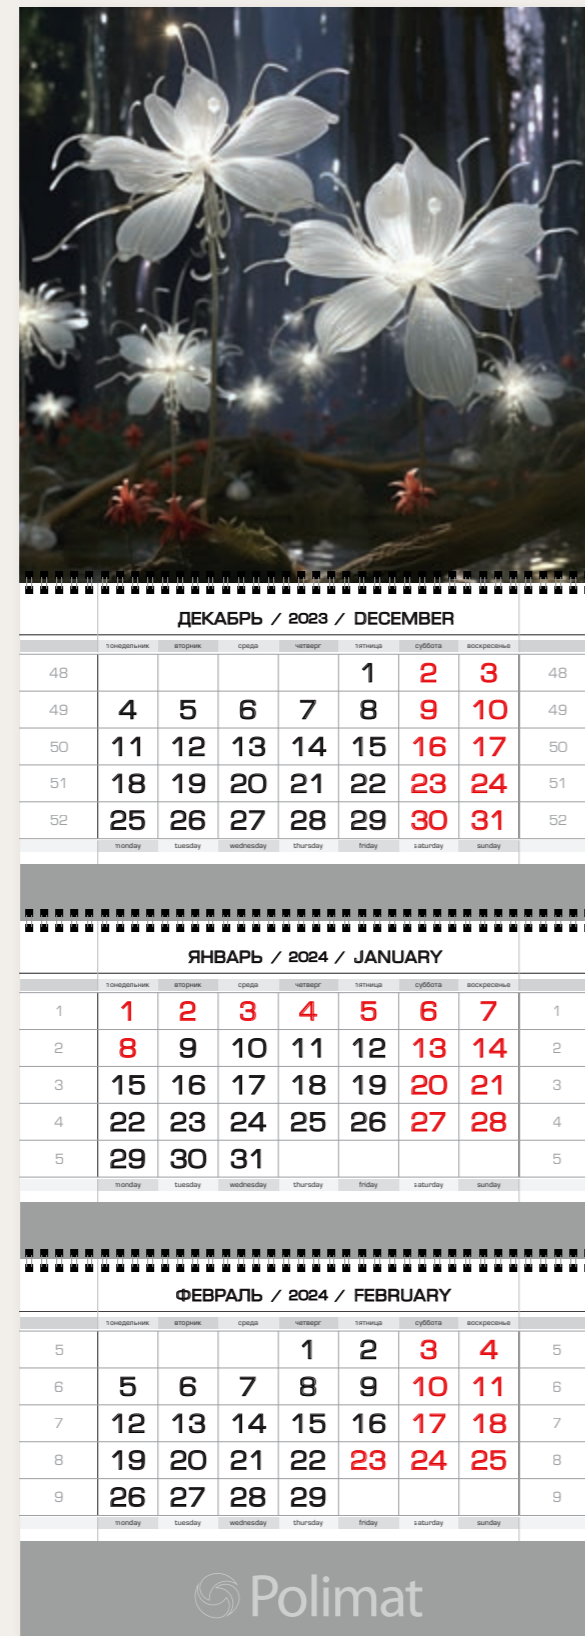 ДЕКАБРЬ / 2023 / DECEMBER
понедельник вторник среда четверг пятница суббота воскресенье
48 1 2 3 48
49 4 5 6 7 8 9 10 49
50 11 12 13 14 15 16 17 50
51 18 19 20 21 22 23 24 51
52 25 26 27 28 29 30 31 52
monday tuesday wednesday thursday friday saturday sunday
ЯНВАРЬ / 2024 / JANUARY
понедельник вторник среда четверг пятница суббота воскресенье
1 1 2 3 4 5 6 7 1
2 8 9 10 11 12 13 14 2
3 15 16 17 18 19 20 21 3
4 22 23 24 25 26 27 28 4
5 29 30 31 5
monday tuesday wednesday thursday friday saturday sunday
ФЕВРАЛЬ / 2024 / FEBRUARY
понедельник вторник среда четверг пятница суббота воскресенье
5 1 2 3 4 5
6 5 6 7 8 9 10 11 6
7 12 13 14 15 16 17 18 7
8 19 20 21 22 23 24 25 8
9 26 27 28 29 9
monday tuesday wednesday thursday friday saturday sunday
Polimat